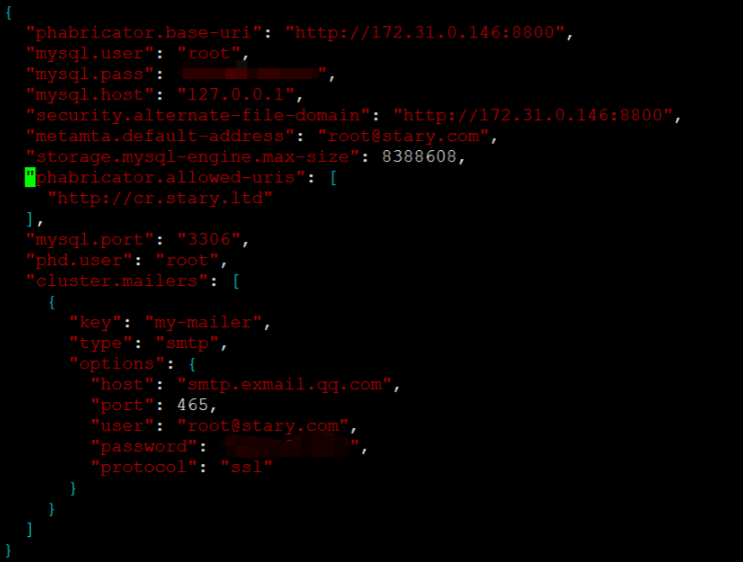 {
"phabricator.base-uri": "http://172.31.0.146:8800",
"mysql.user": "root",
"mysql.pass": ",
"mysql.host": "127.0.0.1",
"security.alternate-file-domain": "http://172.31.0.146:8800",
"metamta.default-address": "root@stary.com",
"storage.mysql-engine.max-size": 8388608,
"phabricator.allowed-uris": [
"http://cr.stary.ltd"
],
"mysql.port": "3306",
"phd.user": "root",
"cluster.mailers": [
{
"key": "my-mailer",
"type": "smtp",
"options": {
"host": "smtp.exmail.qq.com",
"port": 465,
"user": "root@stary.com",
"password": ",
"protocol": "ssl"
}
}
]
}